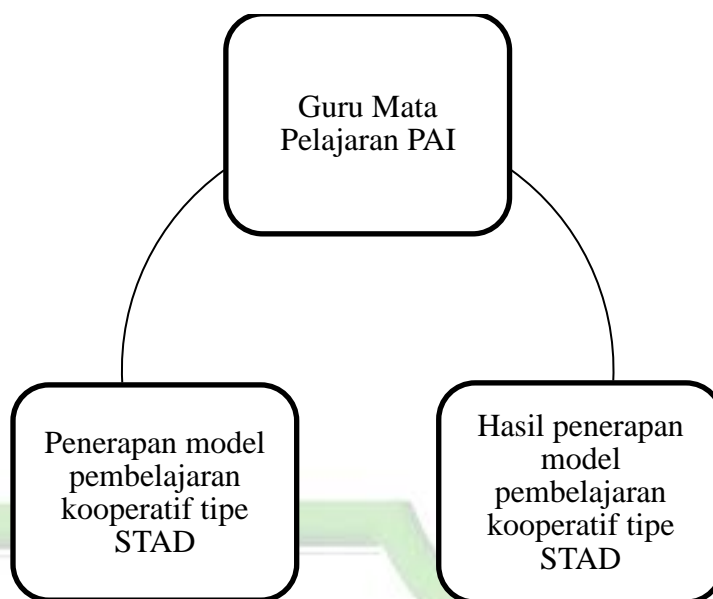 Guru Mata
Pelajaran PAI
Penerapan model
pembelajaran
kooperatif tipe
STAD
Hasil penerapan
model
pembelajaran
kooperatif tipe
STAD